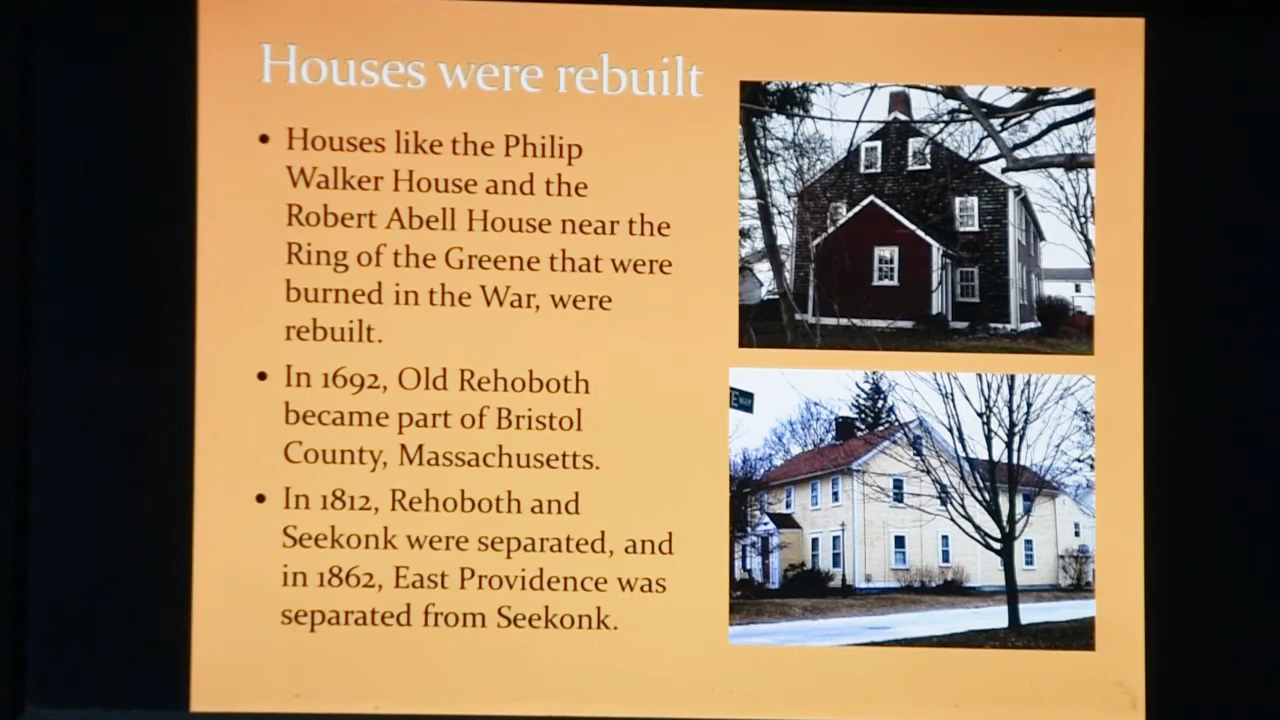 Houses were rebuilt
• Houses like the Philip
Walker House and the
Robert Abell House near the
Ring of the Greene that were
burned in the War, were
rebuilt.
• In 1692, Old Rehoboth
became part of Bristol
County, Massachusetts.
• In 1812, Rehoboth and
Seekonk were separated, and
in 1862, East Providence was
separated from Seekonk.
E WAY